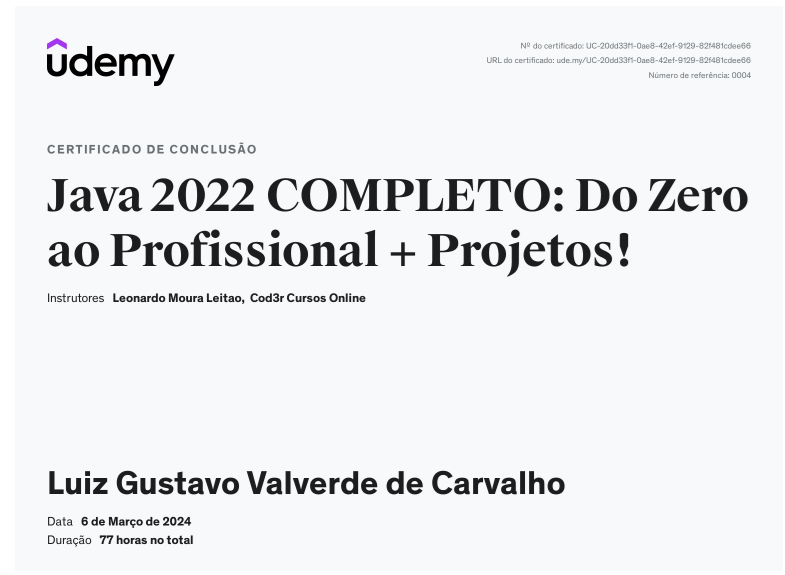 udemy
Nº do certificado: UC-20dd33f1-0ae8-42ef-9129-82f481cdee66
URL do certificado: ude.my/UC-20dd33f1-0ae8-42ef-9129-82f481cdee66
Número de referência: 0004
CERTIFICADO DE CONCLUSÃO
Java 2022 COMPLETO: Do Zero
ao Profissional + Projetos!
Instrutores Leonardo Moura Leitao, Cod3r Cursos Online
Luiz Gustavo Valverde de Carvalho
Data 6 de Março de 2024
Duração 77 horas no total